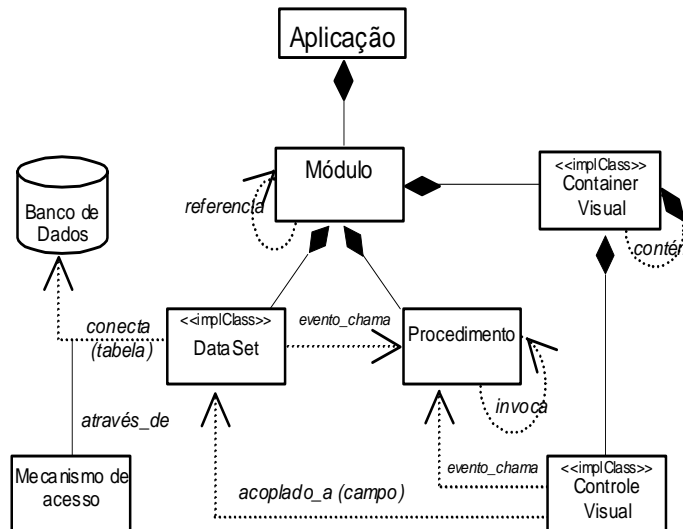 Aplicação
Módulo
<<implClass>>
Container
Visual
referencia
contém
Banco de
Dados
conecta
(tabela)
<<implClass>>
DataSet
evento_chama
Procedimento
invoca
através_de
Mecanismo de
acesso
acoplado_a (campo)
evento_chama
<<implClass>>
Controle
Visual